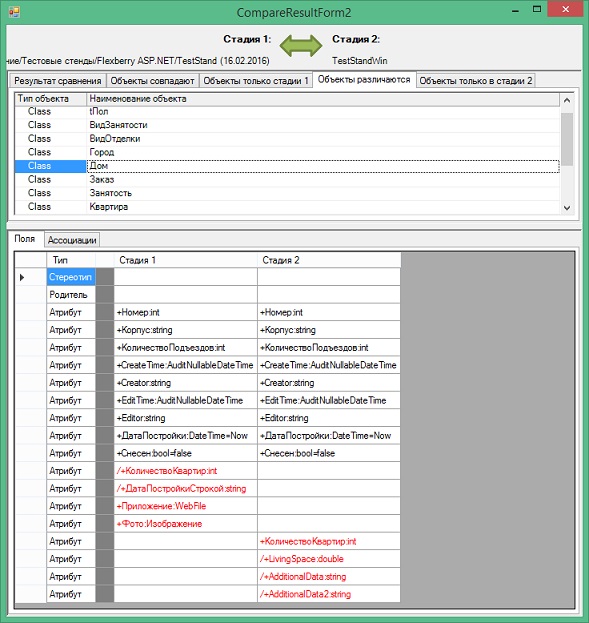 CompareResultForm2
Стадия 1: Стадия 2:
ние/Тестовые стенды/Flexberry ASP.NET/TestStand (16.02.2016) TestStandWin
Результат сравнения Объекты совпадают Объекты только стадии 1 Объекты различаются Объекты только в стадии 2
Тип объекта Наименование объекта
Class tПол
Class ВидЗанятости
Class ВидОтделки
Class Город
Class Дом
Class Заказ
Class Занятость
Class Квартира
Поля Ассоциации
Тип Стадия 1 Стадия 2
Стереотип
Родитель
Атрибут +Номер:int +Номер:int
Атрибут +Корпус:string +Корпус:string
Атрибут +КоличествоПодъездов:int +КоличествоПодъездов:int
Атрибут +CreateTime:AuditNullableDateTime +CreateTime:AuditNullableDateTime
Атрибут +Creator:string +Creator:string
Атрибут +EditTime:AuditNullableDateTime +EditTime:AuditNullableDateTime
Атрибут +Editor:string +Editor:string
Атрибут +ДатаПостройки:DateTime=Now +ДатаПостройки:DateTime=Now
Атрибут +Снесен:bool=false +Снесен:bool=false
Атрибут /+КоличествоКвартир:int
Атрибут /+ДатаПостройкиСтрокой:string
Атрибут +Приложение:WebFile
Атрибут +Фото:Изображение
Атрибут +КоличествоКвартир:int
Атрибут /+LivingSpace:double
Атрибут /+AdditionalData:string
Атрибут /+AdditionalData2:string